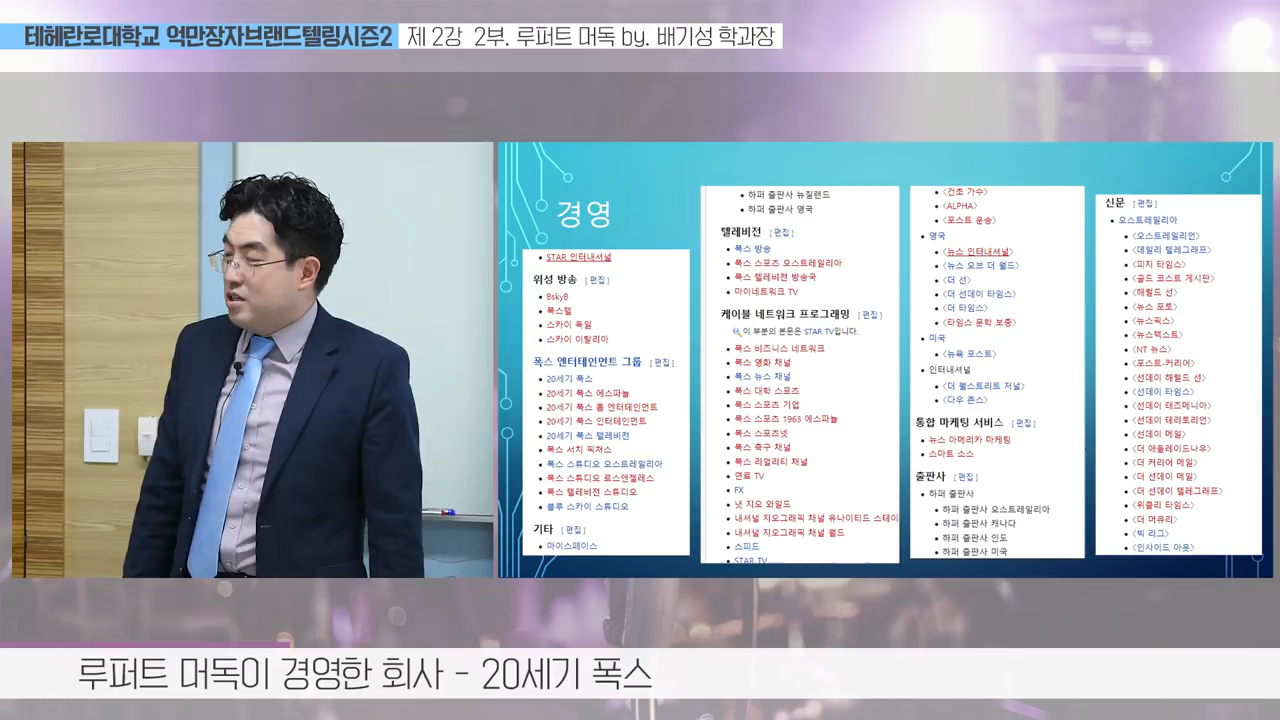 테헤란로대학교 억만장자브랜드텔링시즌2 제 2강 2부. 루퍼트 머독 by. 배기성 학과장
경영
STAR 인터내셔널
위성 방송 [편집]
BskyB
폭스텔
스카이 독일
스카이 이탈리아
폭스 엔터테인먼트 그룹 [편집]
20세기 폭스
20세기 폭스 에스파뇰
20세기 폭스 홈 엔터테인먼트
20세기 폭스 인터테인먼트
20세기 폭스 텔레비전
폭스 서치 픽처스
폭스 스튜디오 오스트레일리아
폭스 스튜디오 로스앤젤레스
폭스 텔레비전 스튜디오
블루 스카이 스튜디오
기타 [편집]
마이스페이스
하퍼 출판사 뉴질랜드
하퍼 출판사 영국
텔레비전 [편집]
폭스 방송
폭스 스포츠 오스트레일리아
폭스 텔레비전 방송국
마이네트워크 TV
케이블 네트워크 프로그래밍 [편집]
이 부분의 본문은 STAR TV입니다.
폭스 비즈니스 네트워크
폭스 영화 채널
폭스 뉴스 채널
폭스 대학 스포츠
폭스 스포츠 기업
폭스 스포츠 1963 에스파뇰
폭스 스포츠넷
폭스 축구 채널
폭스 리얼리티 채널
연료 TV
FX
냇 지오 와일드
내셔널 지오그래픽 채널 유나이티드 스테이
내셔널 지오그래픽 채널 월드
스피드
STAR TV
〈건초 가수〉
〈ALPHA〉
〈포스트 운송〉
영국
〈뉴스 인터내셔널〉
〈뉴스 오브 더 월드〉
〈더 선〉
〈더 선데이 타임스〉
〈더 타임스〉
〈타임스 문학 보충〉
미국
〈뉴욕 포스트〉
인터내셔널
〈더 월스트리트 저널〉
〈다우 존스〉
통합 마케팅 서비스 [편집]
뉴스 아메리카 마케팅
스마트 소스
출판사 [편집]
하퍼 출판사
하퍼 출판사 오스트레일리아
하퍼 출판사 캐나다
하퍼 출판사 인도
하퍼 출판사 미국
신문 [편집]
오스트레일리아
〈오스트레일리언〉
〈데일리 텔레그래프〉
〈피지 타임스〉
〈골드 코스트 게시판〉
〈해럴드 선〉
〈뉴스 포토〉
〈뉴스픽스〉
〈뉴스텍스트〉
〈NT 뉴스〉
〈포스트-커리어〉
〈선데이 해럴드 선〉
〈선데이 타임스〉
〈선데이 태즈메니아〉
〈선데이 테리토리언〉
〈선데이 메일〉
〈더 애들레이드나우〉
〈더 커리어 메일〉
〈더 선데이 메일〉
〈더 선데이 텔레그래프〉
〈위클리 타임스〉
〈더 머큐리〉
〈빅 리그〉
〈인사이드 아웃〉
루퍼트 머독이 경영한 회사 - 20세기 폭스